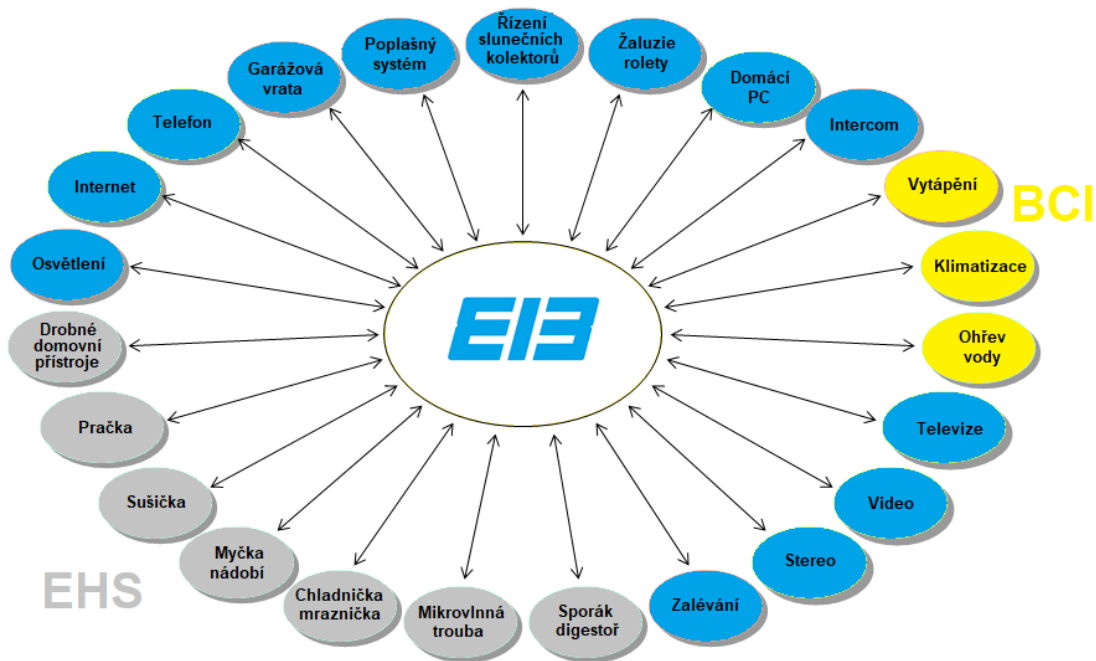 Řízení
slunečních
kolektorů
Poplašný
systém
Žaluzie
rolety
Garážová
vrata
Domácí
PC
Telefon
Intercom
Internet
Vytápění
BCI
Osvětlení
Klimatizace
EIB
Drobné
domovní
přístroje
Ohřev
vody
Pračka
Televize
Sušička
Video
Myčka
nádobí
Stereo
EHS
Chladnička
mraznička
Mikrovlnná
trouba
Sporák
digestoř
Zalévání